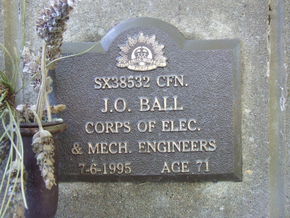 SX38532 CFN.
J.O. BALL
CORPS OF ELEC.
& MECH. ENGINEERS
7-6-1995 AGE 71